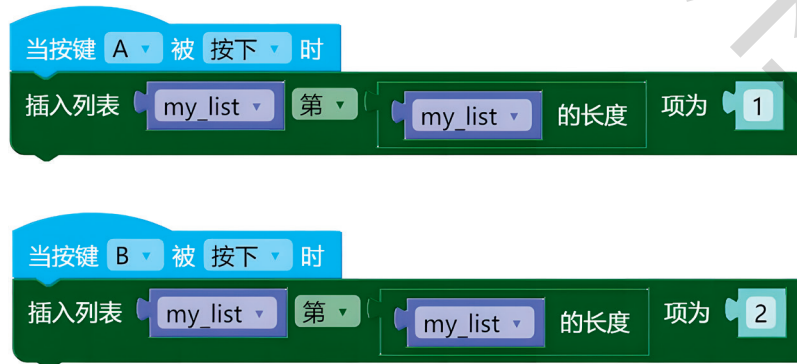 当按键 A 被 按下 时
插入列表 my_list 第 my_list 的长度 项为 1
当按键 B 被 按下 时
插入列表 my_list 第 my_list 的长度 项为 2